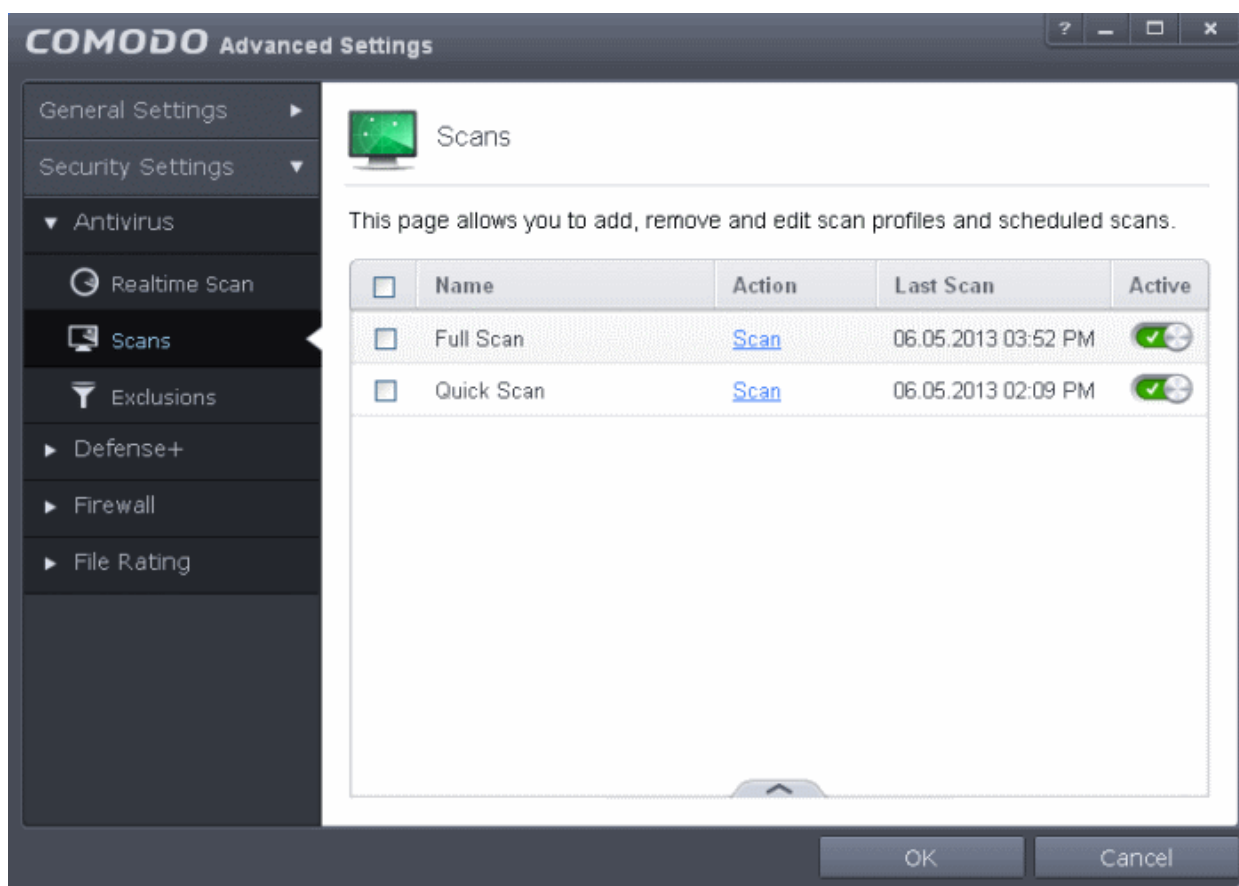 COMODO Advanced Settings
?
General Settings
Security Settings
Antivirus
Realtime Scan
Scans
Exclusions
Defense+
Firewall
File Rating
Scans
This page allows you to add, remove and edit scan profiles and scheduled scans.
Name Action Last Scan Active
Full Scan Scan 06.05.2013 03:52 PM
Quick Scan Scan 06.05.2013 02:09 PM
OK Cancel